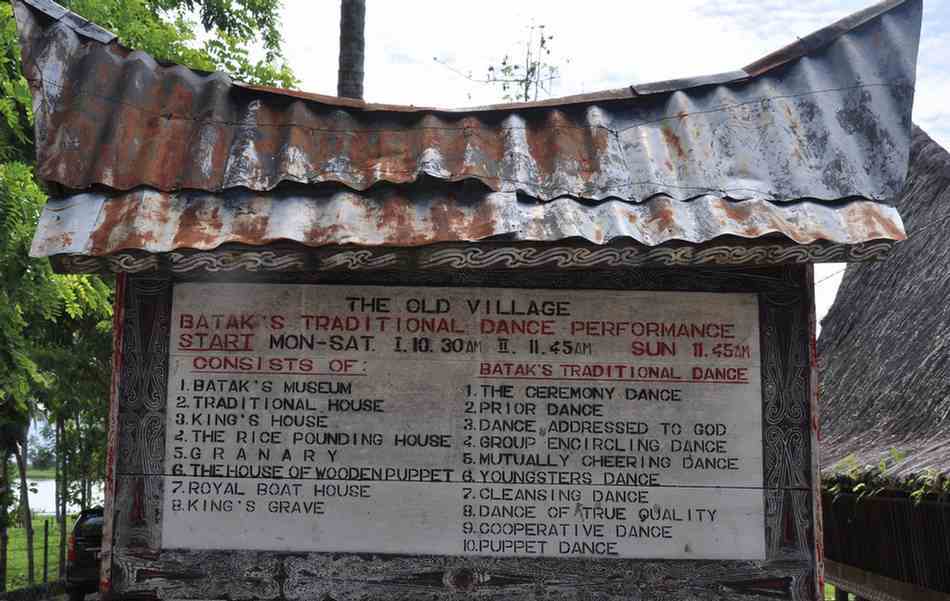 THE OLD VILLAGE
BATAK'S TRADITIONAL DANCE PERFORMANCE
START MON-SAT. I. 10. 30AM II. 11.45AM SUN 11.45AM
CONSISTS OF:
1. BATAK'S MUSEUM
2. TRADITIONAL HOUSE
3. KING'S HOUSE
4. THE RICE POUNDING HOUSE
5. GRANARY
6. THE HOUSE OF WOODEN PUPPET
7. ROYAL BOAT HOUSE
8. KING'S GRAVE
BATAK'S TRADITIONAL DANCE
1. THE CEREMONY DANCE
2. PRIOR DANCE
3. DANCE ADDRESSED TO GOD
4. GROUP ENCIRCLING DANCE
5. MUTUALLY CHEERING DANCE
6. YOUNGSTERS DANCE
7. CLEANSING DANCE
8. DANCE OF TRUE QUALITY
9. COOPERATIVE DANCE
10. PUPPET DANCE